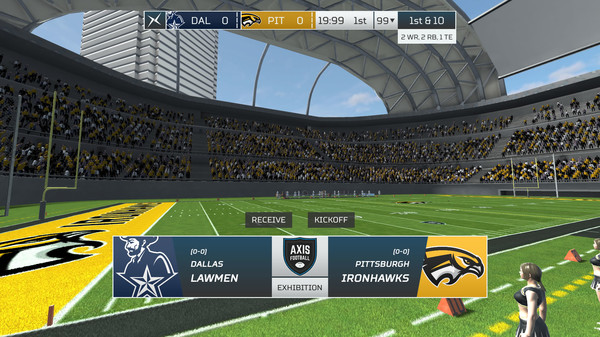 DAL 0 PIT 0 19:99 1st 99▼ 1st & 10
2 WR, 2 RB, 1 TE
RECEIVE KICKOFF
(0-0) (0-0)
DALLAS PITTSBURGH
LAWMEN IRONHAWKS
AXIS
FOOTBALL
EXHIBITION